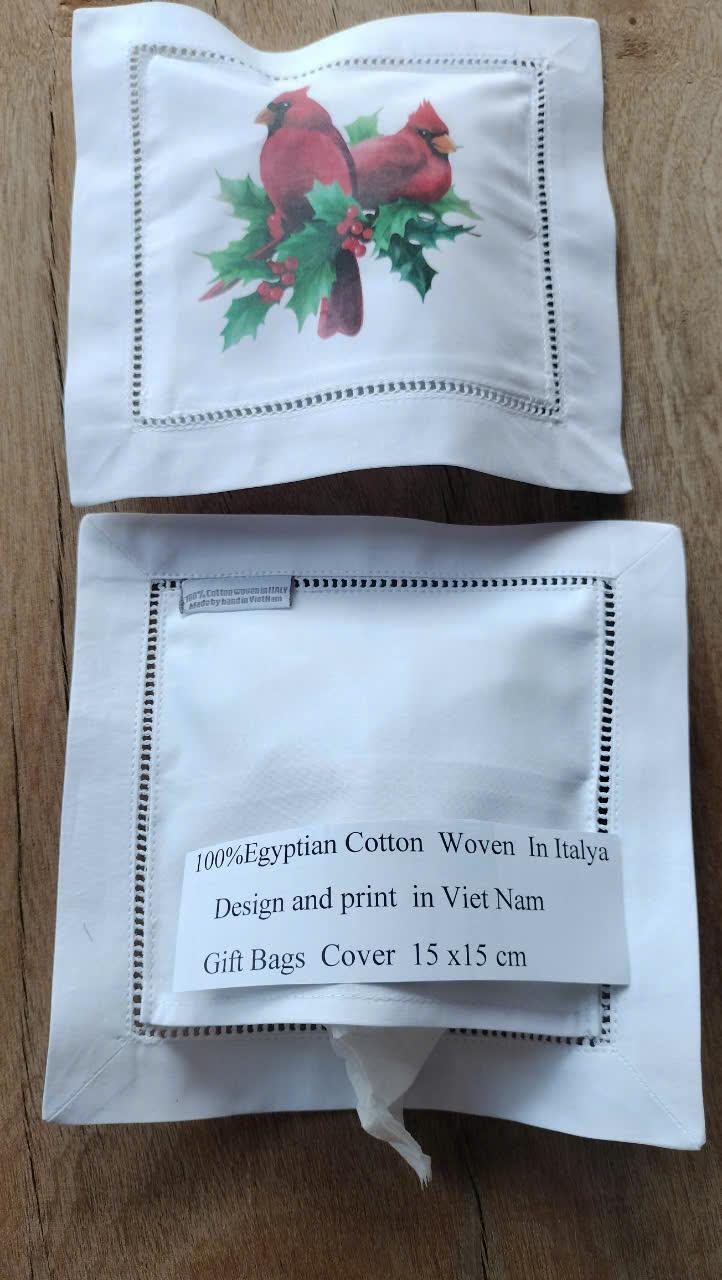 100% Cotton woven in ITALY
Made by hand in VietNam
100%Egyptian Cotton Woven In Italya
Design and print in Viet Nam
Gift Bags Cover 15 x15 cm